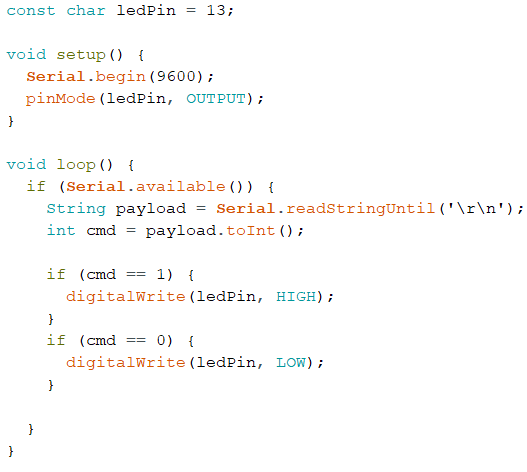 const char ledPin = 13;
void setup() {
  Serial.begin(9600);
  pinMode(ledPin, OUTPUT);
}
void loop() {
  if (Serial.available()) {
    String payload = Serial.readStringUntil('\r\n');
    int cmd = payload.toInt();
    if (cmd == 1) {
      digitalWrite(ledPin, HIGH);
    }
    if (cmd == 0) {
      digitalWrite(ledPin, LOW);
    }
  }
}